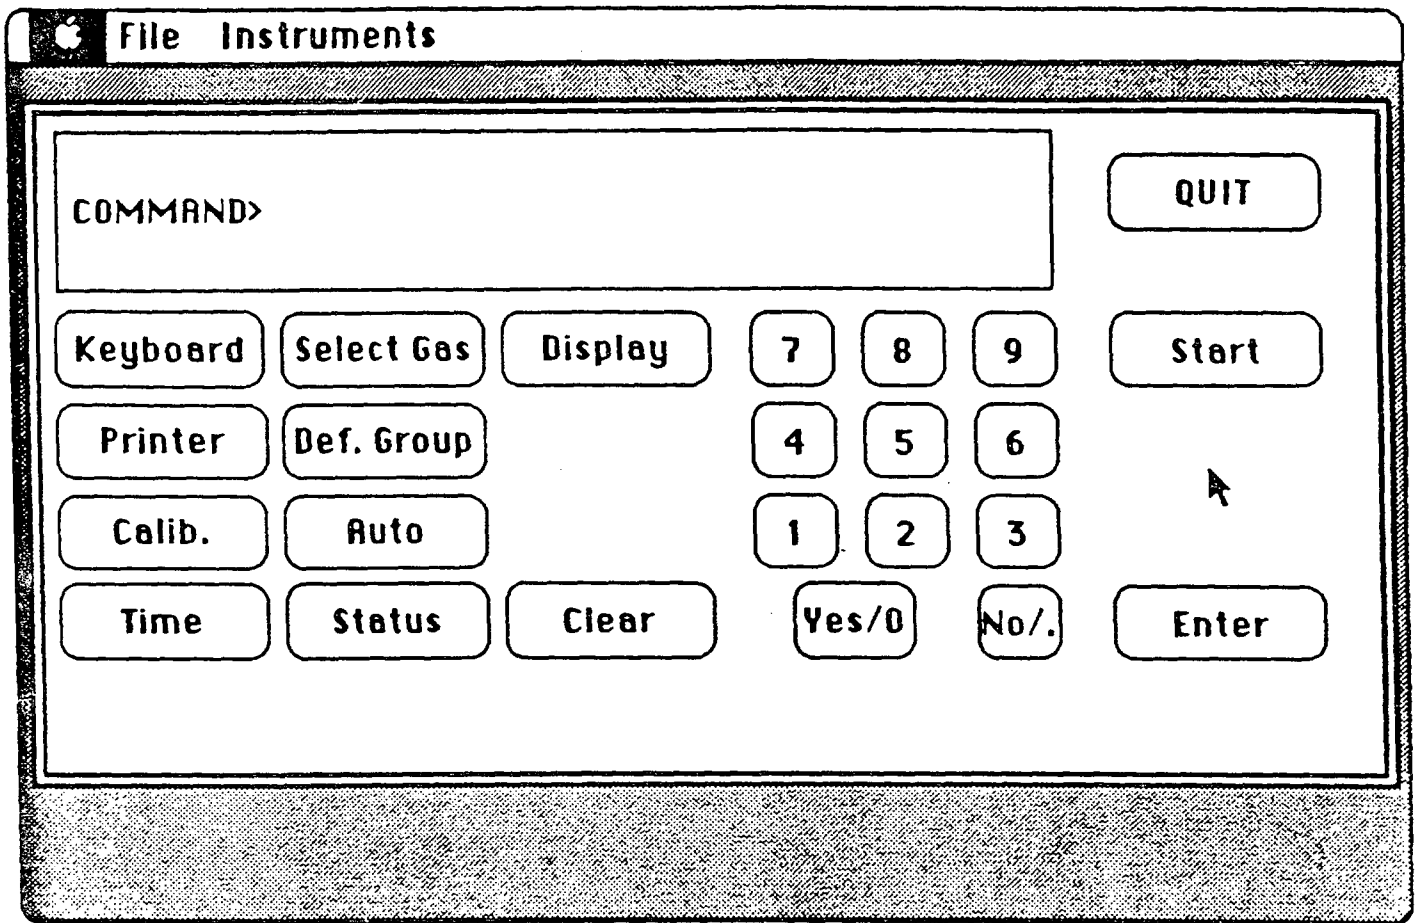 File Instruments
COMMAND>
QUIT
Keyboard Select Gas Display 7 8 9 Start
Printer Def. Group 4 5 6
Calib. Auto 1 2 3
Time Status Clear Yes/0 No/. Enter